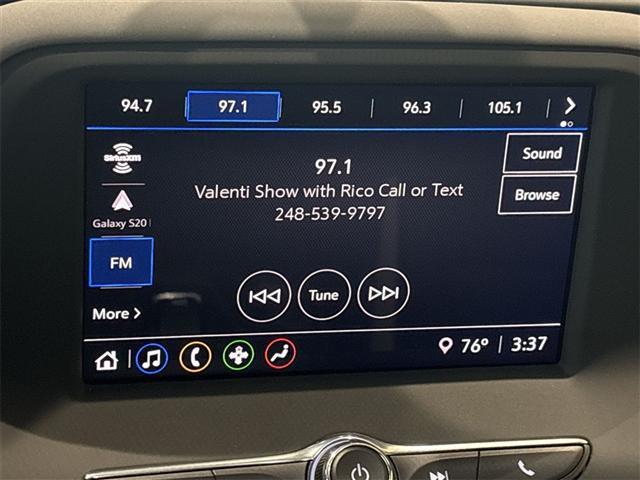 94.7 97.1 95.5 96.3 105.1
SiriusXM
Galaxy S20
FM
More
97.1
Valenti Show with Rico Call or Text
248-539-9797
Tune
Sound
Browse
76° 3:37